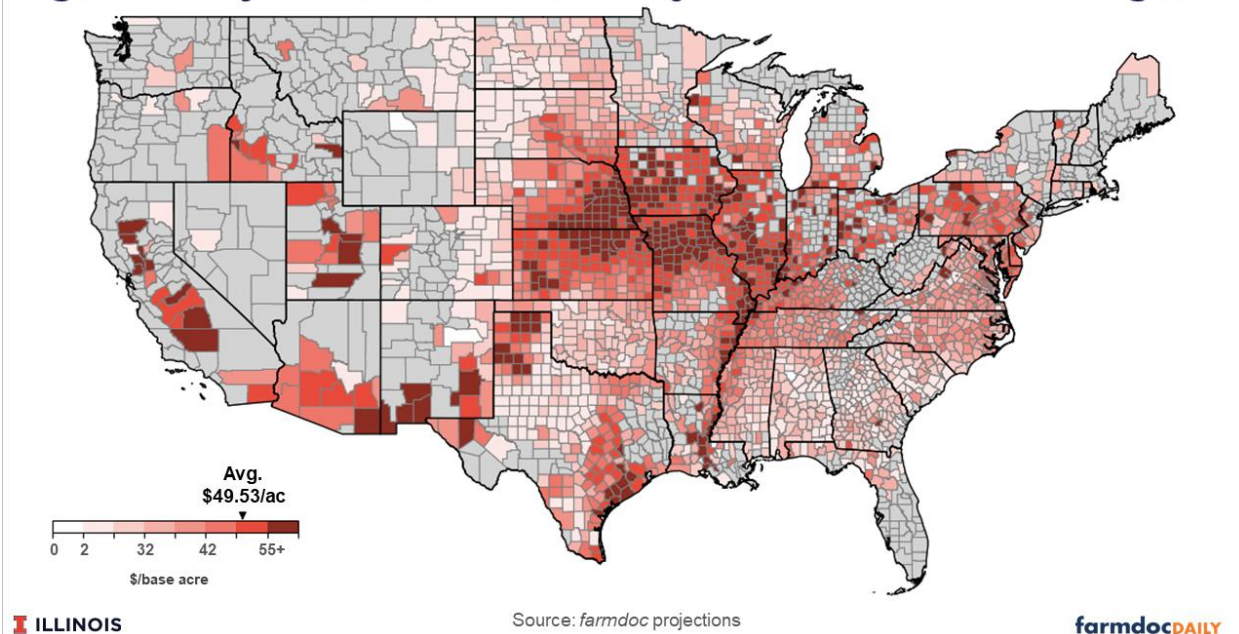 Avg.
$49.53/ac
0 2 32 42 55+
$/base acre
I ILLINOIS
Source: farmdoc projections
farmdocDAILY